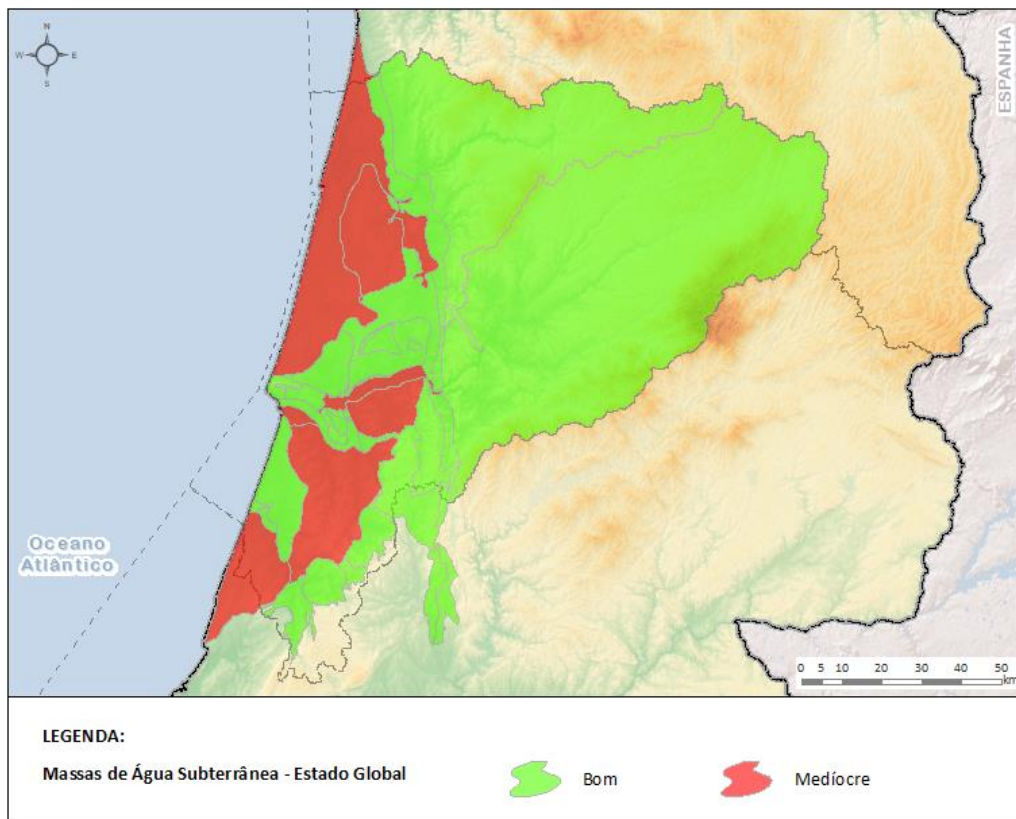 N
W E
S
ESPANHA
Oceano
Atlântico
0 5 10 20 30 40 50
km
LEGENDA:
Massas de Água Subterrânea - Estado Global
Bom
Medíocre